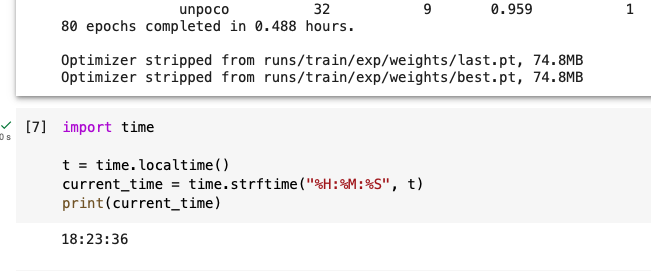 unpoco 32 9 0.959 1
80 epochs completed in 0.488 hours.
Optimizer stripped from runs/train/exp/weights/last.pt, 74.8MB
Optimizer stripped from runs/train/exp/weights/best.pt, 74.8MB
[7] import time
0 s
t = time.localtime()
current_time = time.strftime("%H:%M:%S", t)
print(current_time)
18:23:36